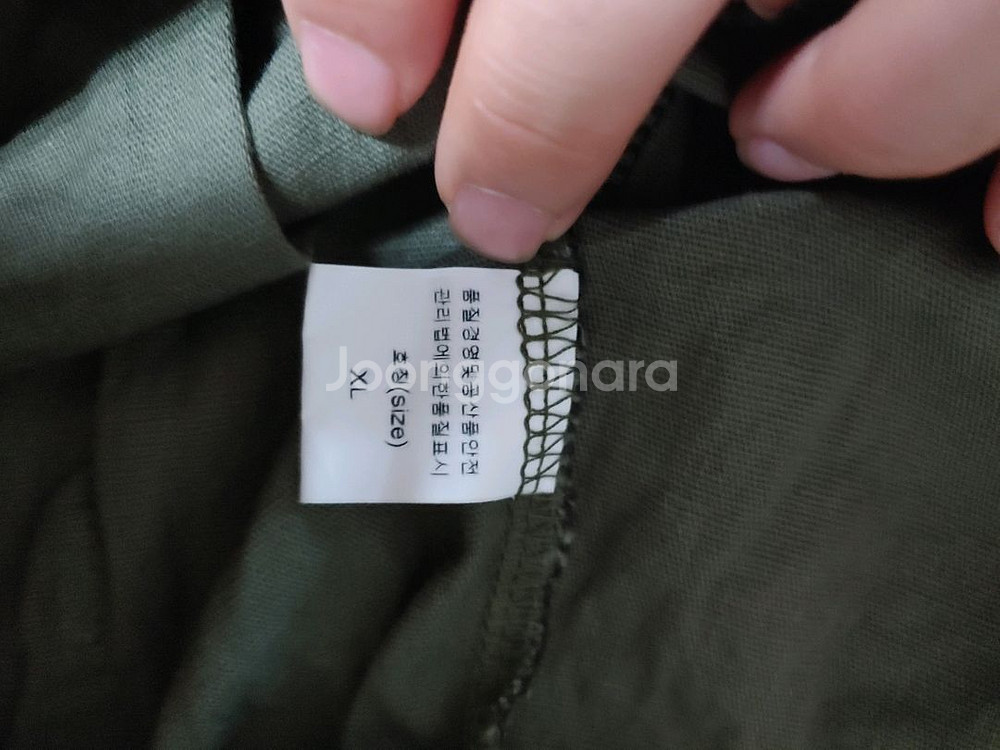 품질경영및공산품안전
관리법에의한품질표시
호칭(size)
XL
Joonggonara